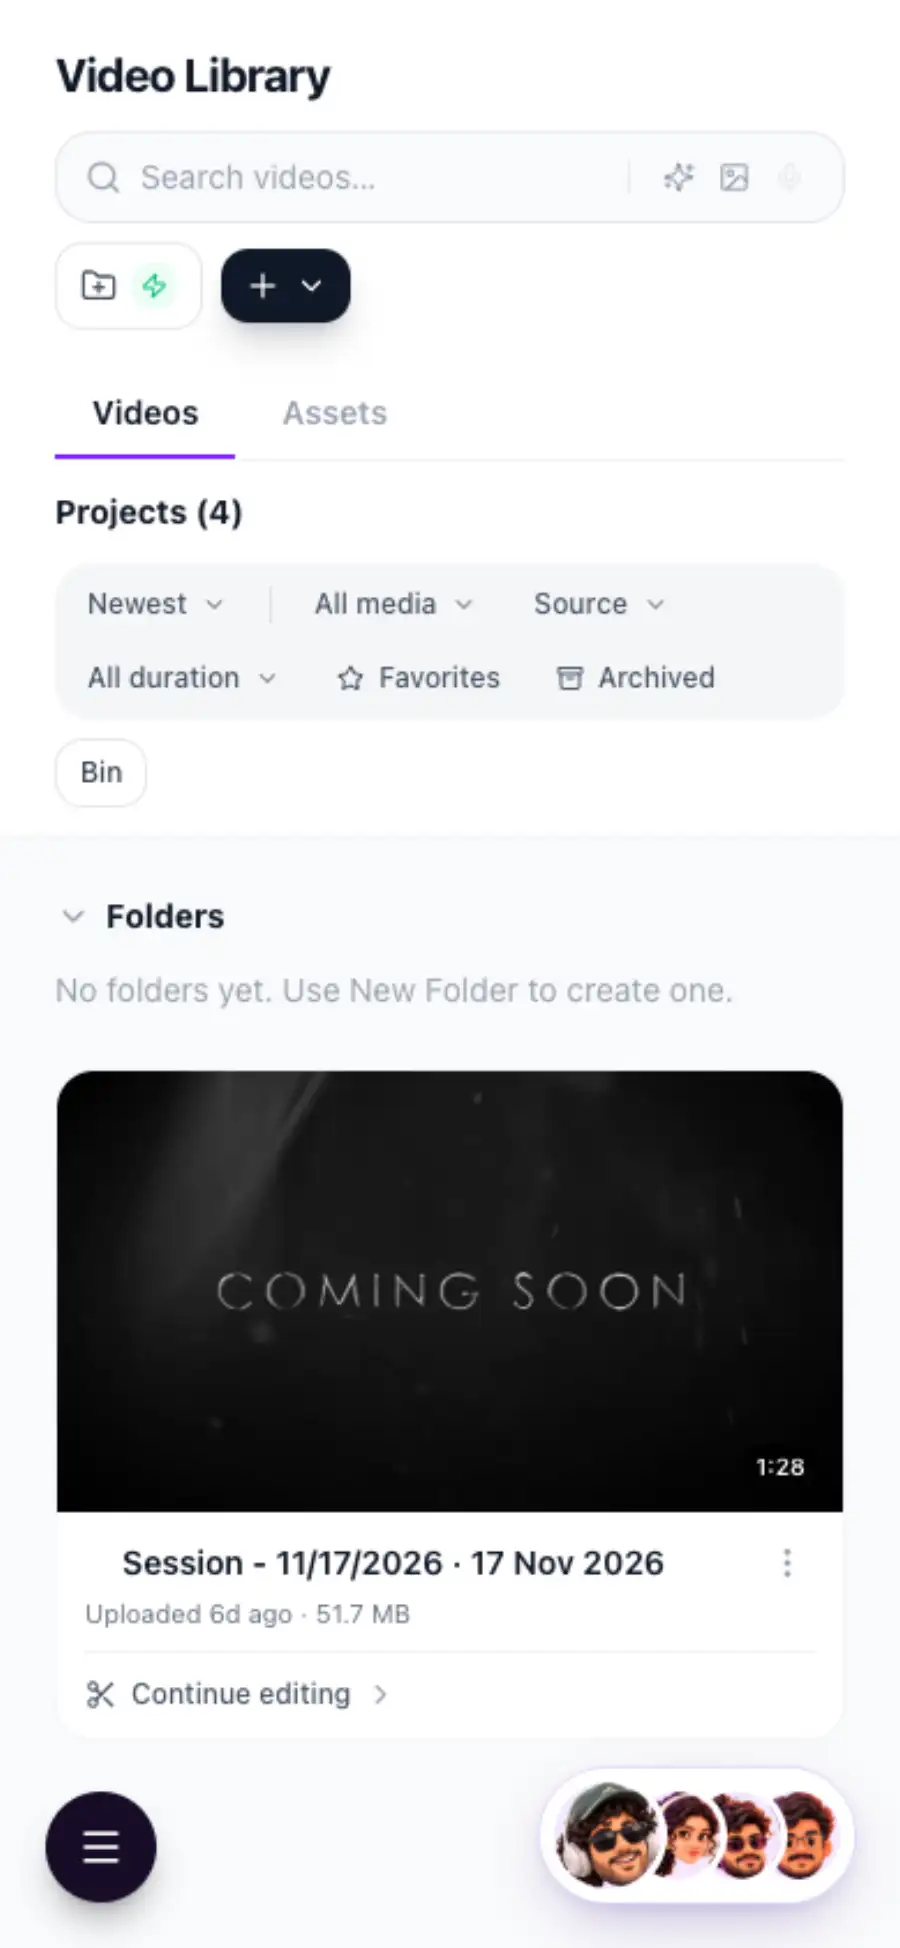 Video Library
Search videos...
Videos Assets
Projects (4)
Newest All media Source
All duration Favorites Archived
Bin
Folders
No folders yet. Use New Folder to create one.
COMING SOON
1:28
Session - 11/17/2026 · 17 Nov 2026
Uploaded 6d ago · 51.7 MB
Continue editing